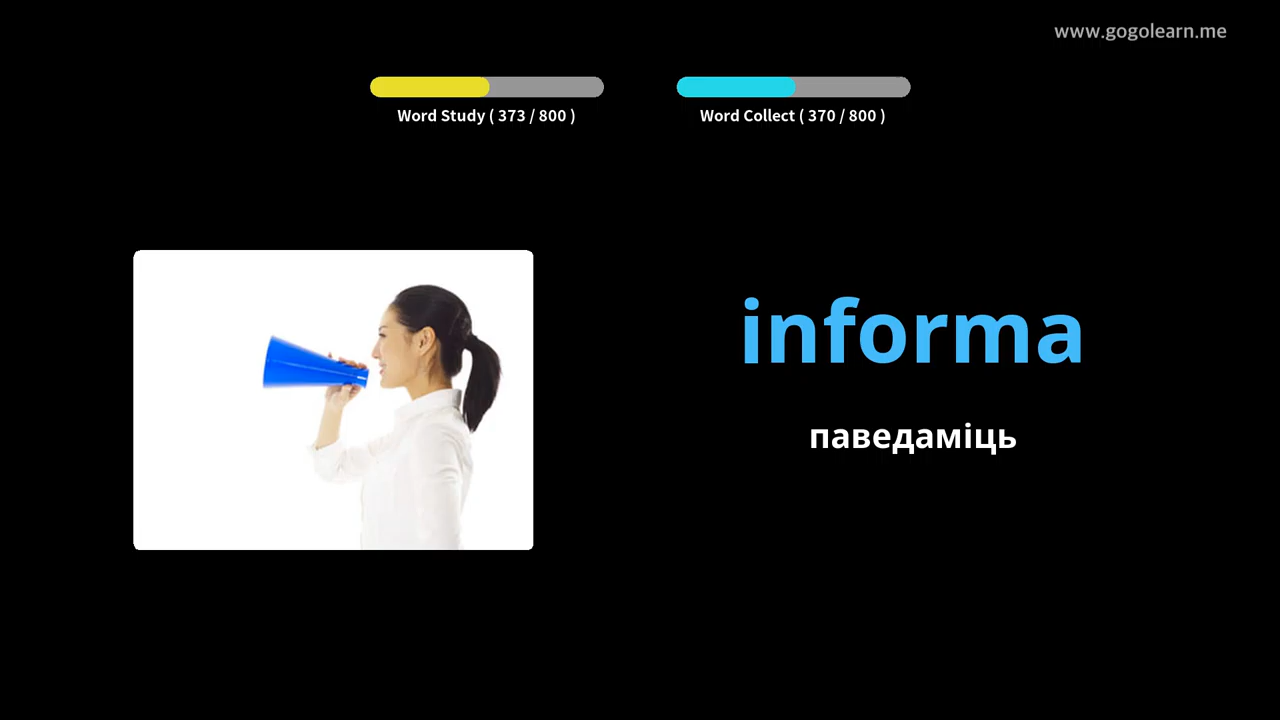 www.gogolearn.me
Word Study ( 373 / 800 )
Word Collect ( 370 / 800 )
informa
паведаміць